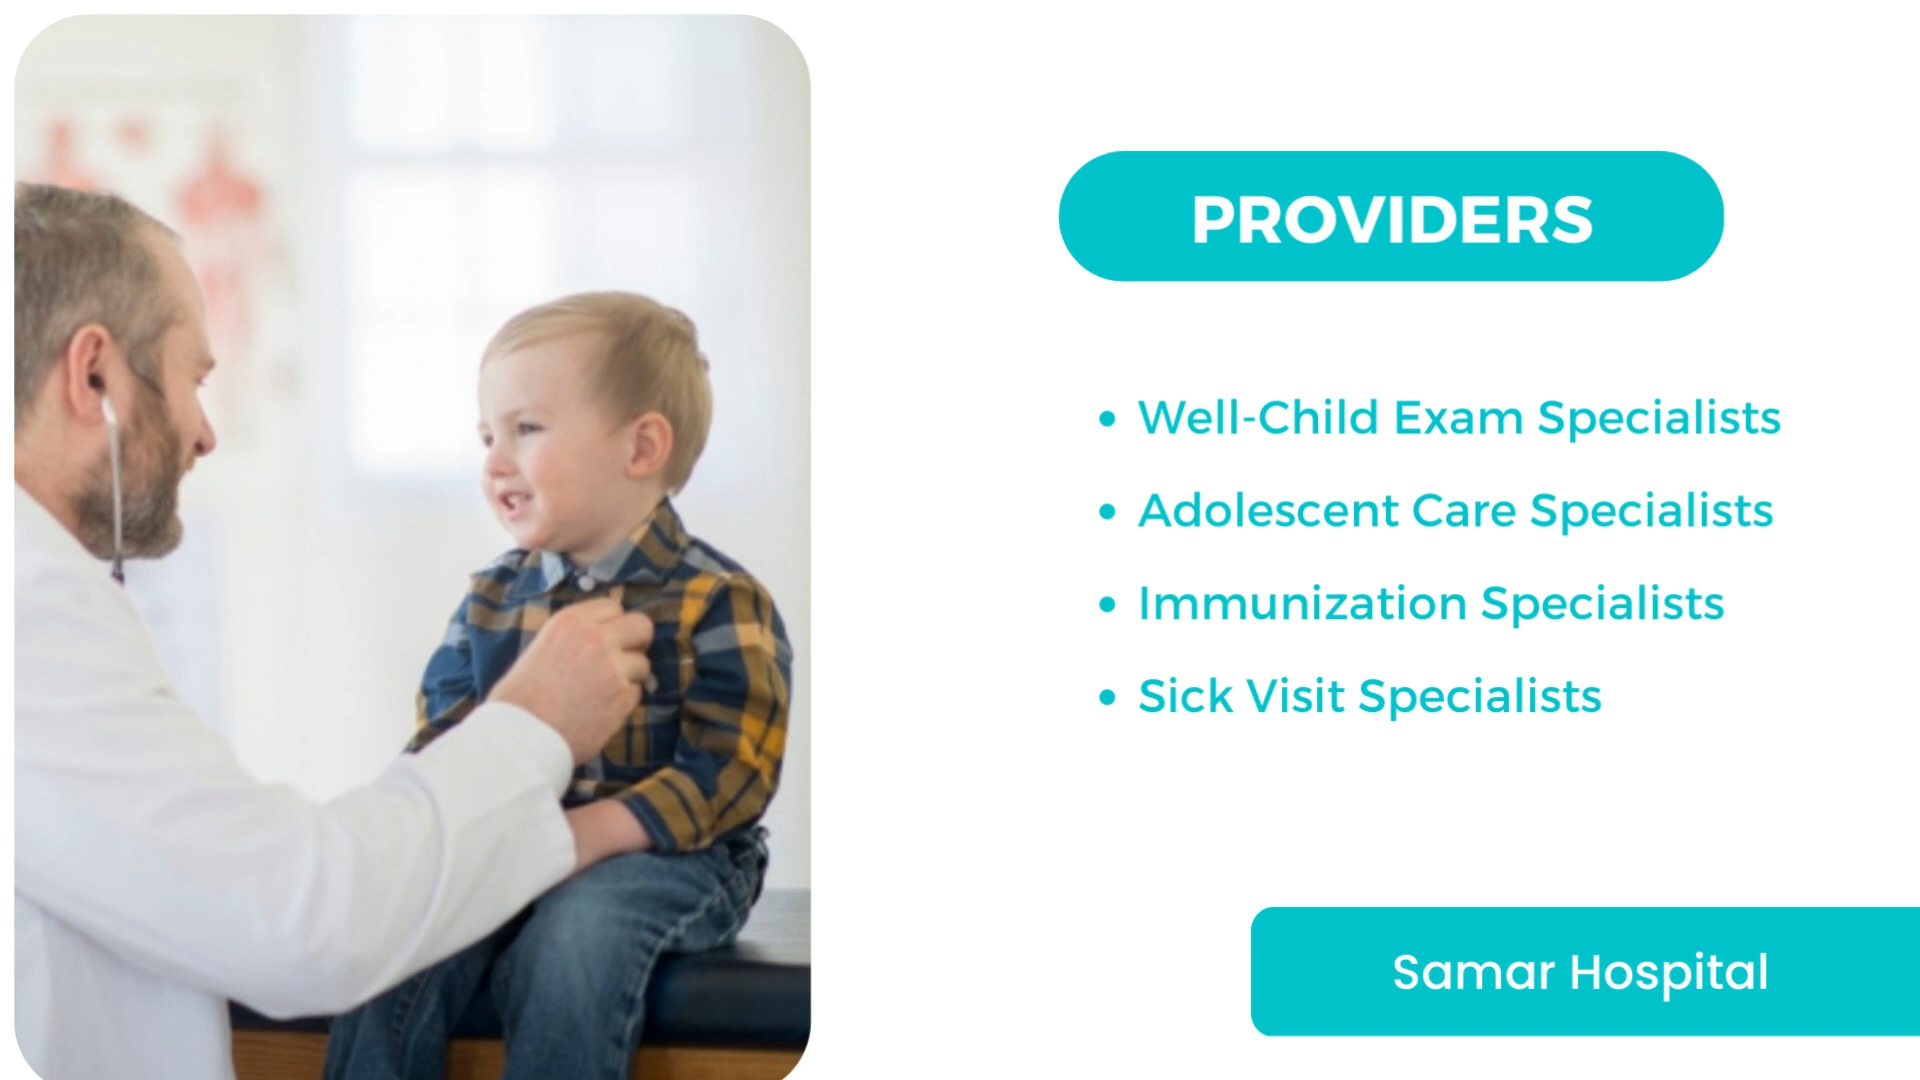 PROVIDERS
• Well-Child Exam Specialists
• Adolescent Care Specialists
• Immunization Specialists
• Sick Visit Specialists
Samar Hospital